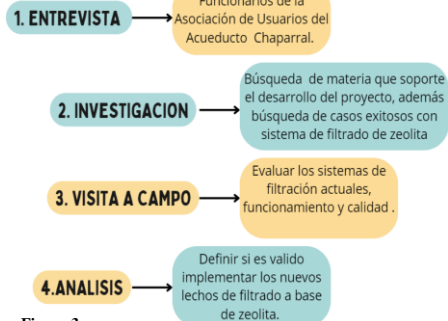 Funcionarios de la
1. ENTREVISTA
Asociación de Usuarios del
Acueducto Chaparral.
Búsqueda de materia que soporte
el desarrollo del proyecto, además
2. INVESTIGACION
búsqueda de casos exitosos con
sistema de filtrado de zeolita
Evaluar los sistemas de
filtración actuales,
3. VISITA A CAMPO
funcionamiento y calidad .
Definir si es valido
implementar los nuevos
4.ANALISIS
lechos de filtrado a base
de zeolita.